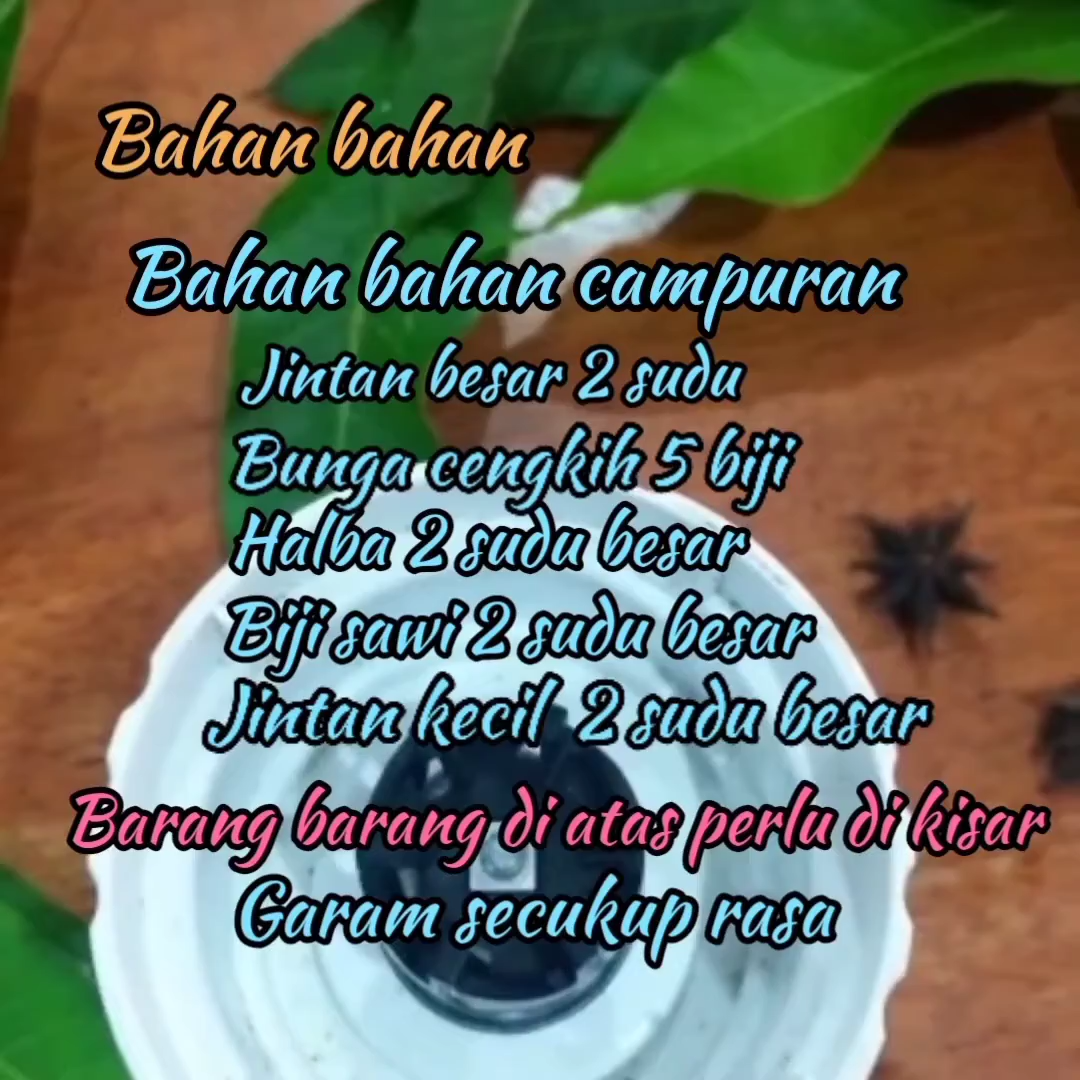 Bahan bahan
Bahan bahan campuran
Jintan besar 2 sudu
Bunga cengkih 5 biji
Halba 2 sudu besar
Biji sawi 2 sudu besar
Jintan kecil 2 sudu besar
Barang barang di atas perlu di kisar
Garam secukup rasa